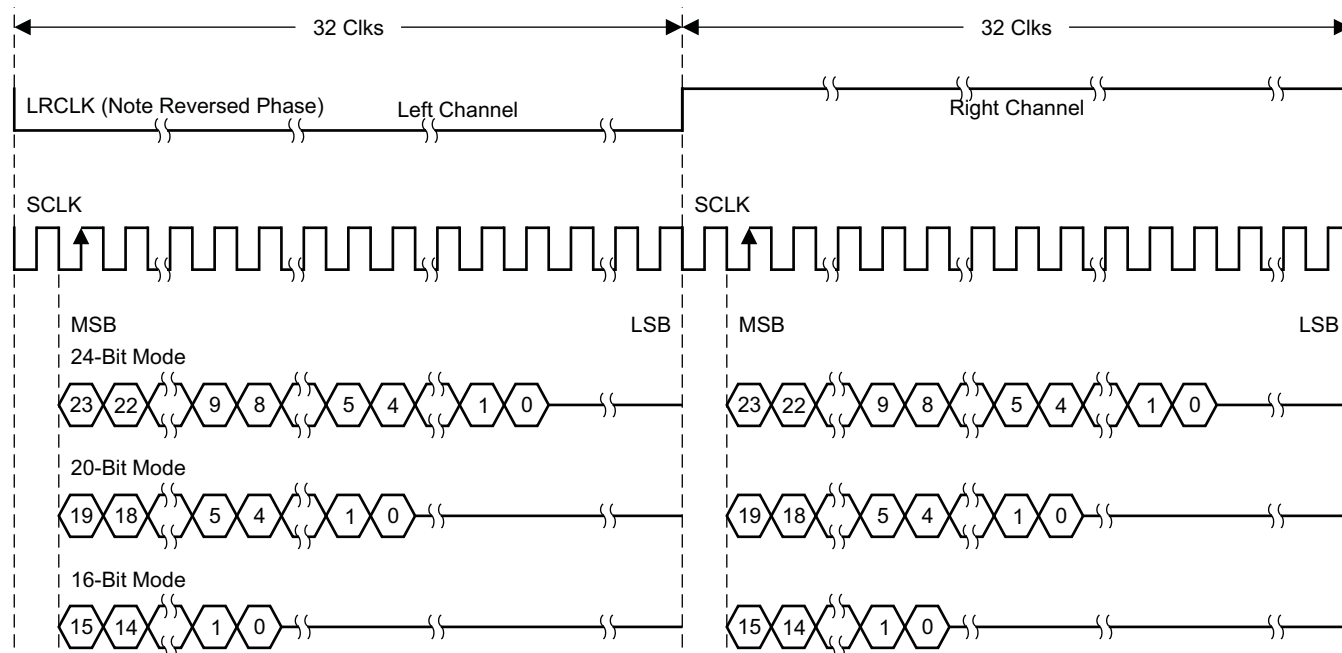 32 Clks 32 Clks
LRCLK (Note Reversed Phase) Left Channel Right Channel
SCLK SCLK
MSB LSB MSB LSB
24-Bit Mode
23 22 9 8 5 4 1 0 23 22 9 8 5 4 1 0
20-Bit Mode
19 18 5 4 1 0 19 18 5 4 1 0
16-Bit Mode
15 14 1 0 15 14 1 0